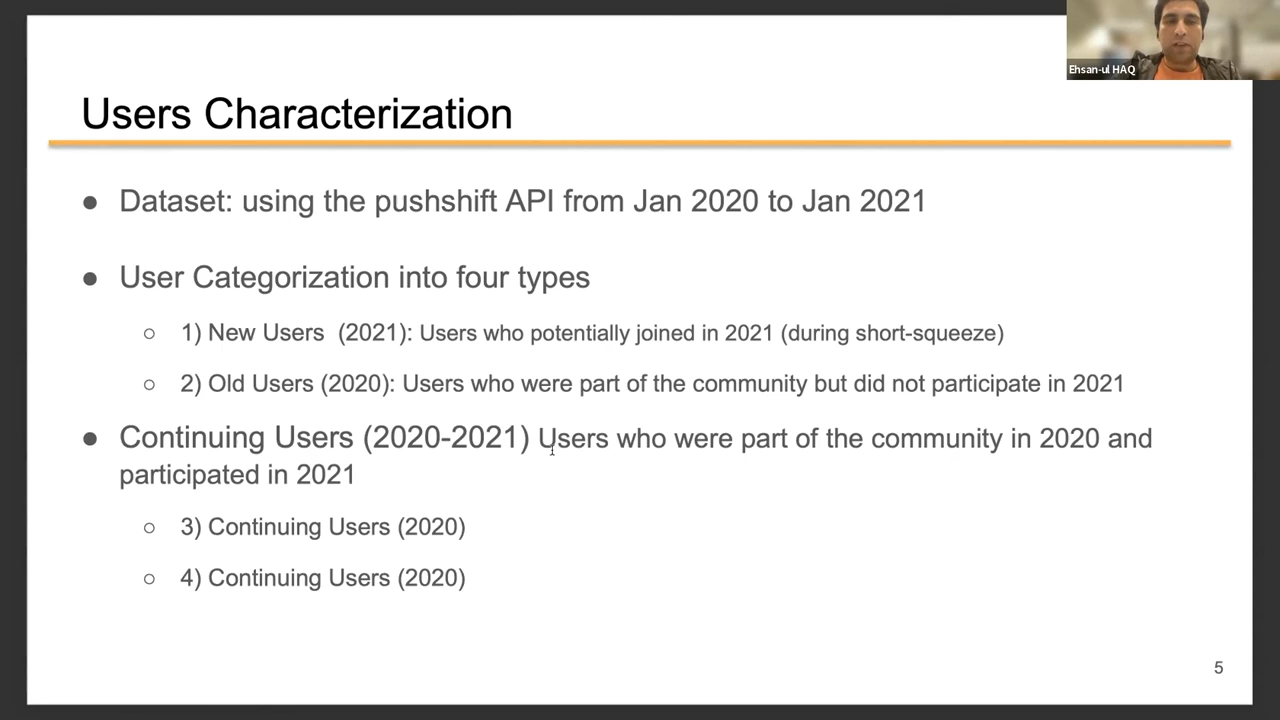 Ehsan-ul HAQ
Users Characterization
● Dataset: using the pushshift API from Jan 2020 to Jan 2021
● User Categorization into four types
○ 1) New Users (2021): Users who potentially joined in 2021 (during short-squeeze)
○ 2) Old Users (2020): Users who were part of the community but did not participate in 2021
● Continuing Users (2020-2021) Users who were part of the community in 2020 and
participated in 2021
○ 3) Continuing Users (2020)
○ 4) Continuing Users (2020)
5